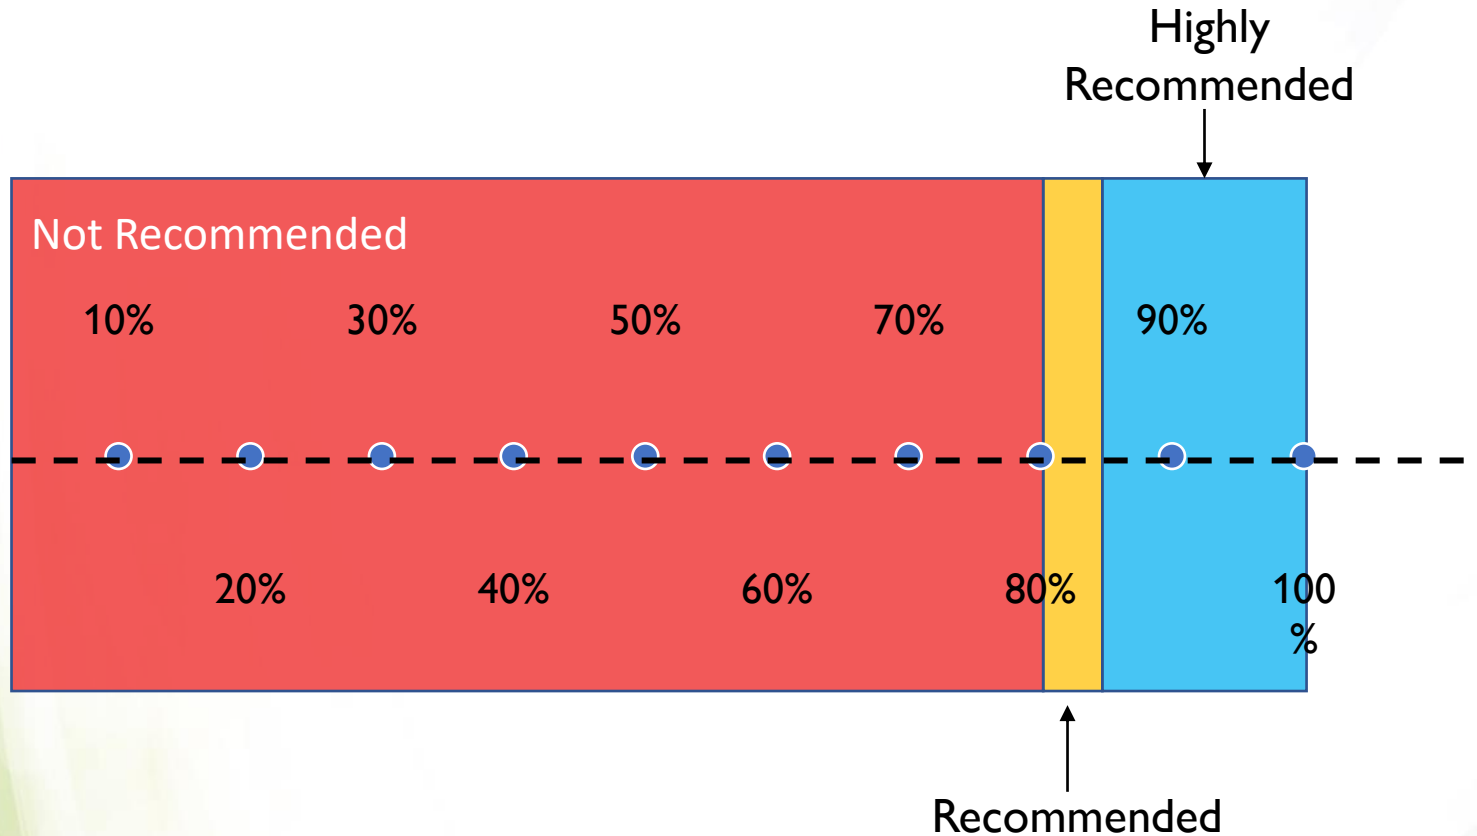 Highly
Recommended
Not Recommended
10% 30% 50% 70% 90%
20% 40% 60% 80% 100
%
Recommended